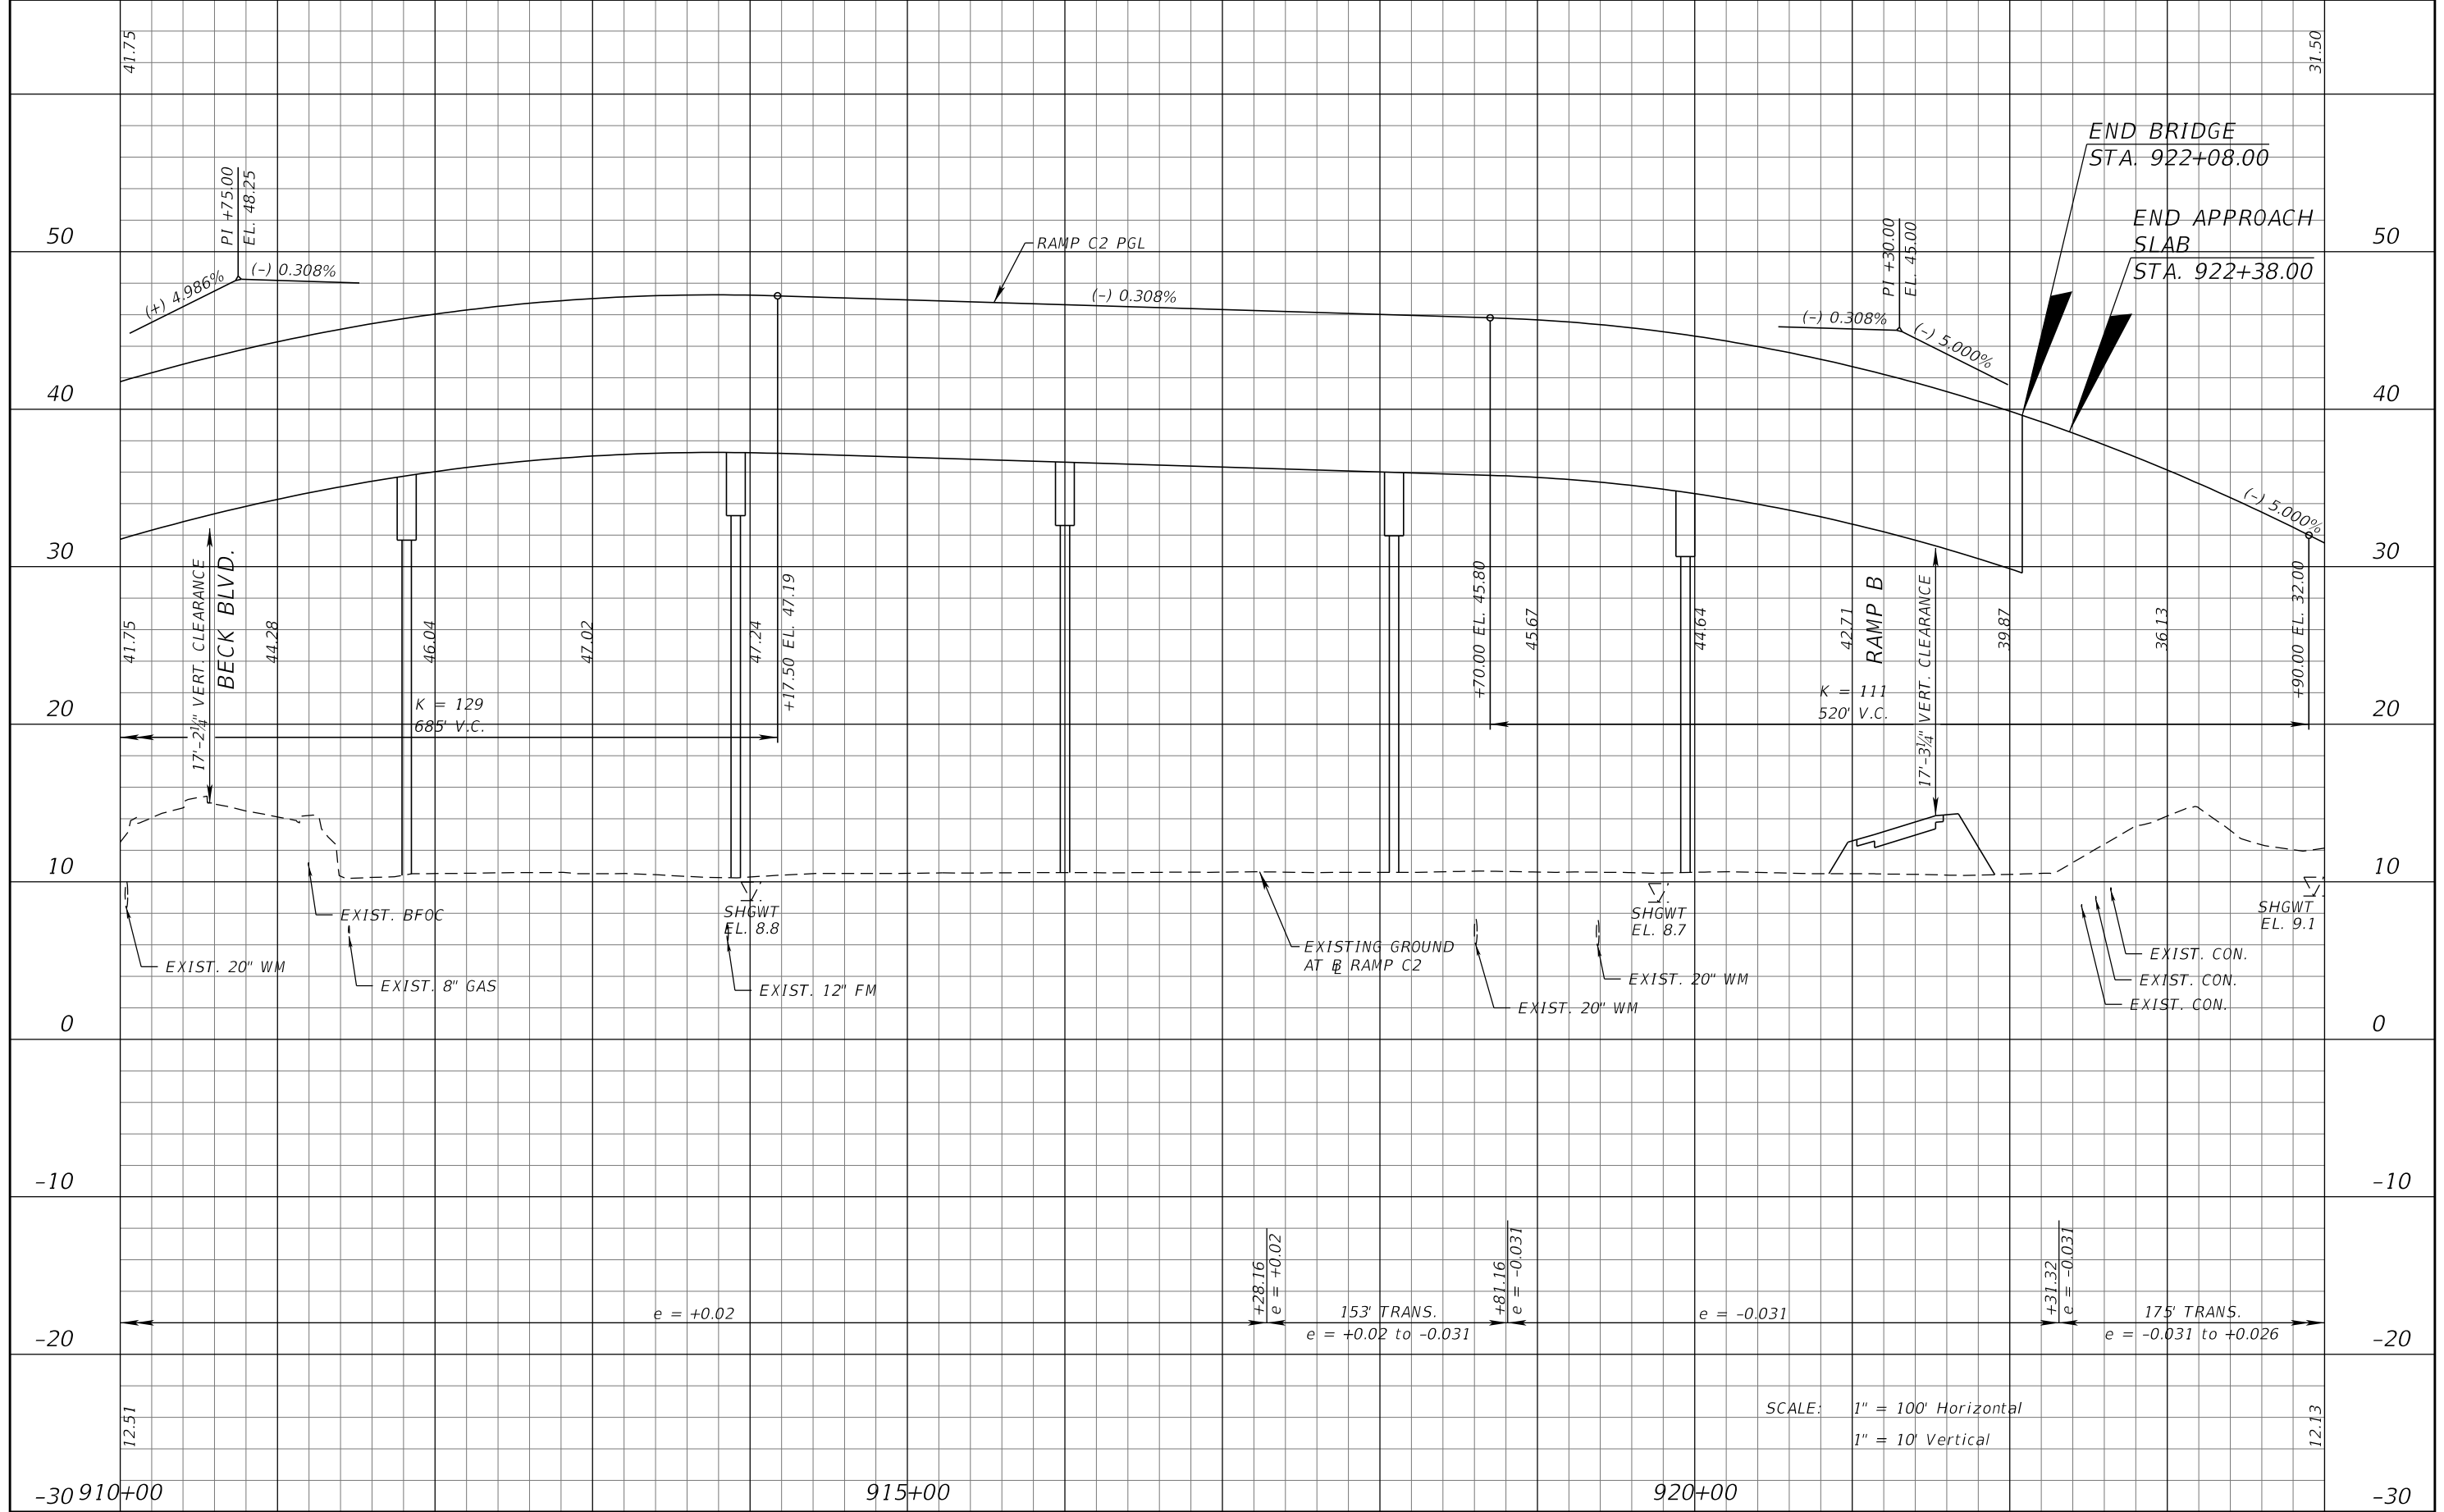 41.75
31.50
END BRIDGE
STA. 922+08.00
END APPROACH
SLAB
STA. 922+38.00
PI +75.00
EL. 48.25
(+) 4.986%
(-) 0.308%
RAMP C2 PGL
(-) 0.308%
PI +30.00
EL. 45.00
(-) 0.308%
(-) 5.000%
(-) 5.000%
50
50
40
40
30
30
20
20
10
10
0
0
-10
-10
-20
-20
-30
-30
41.75
17'-2¼" VERT. CLEARANCE
BECK BLVD.
44.28
46.04
47.02
47.24
+17.50 EL. 47.19
+70.00 EL. 45.80
45.67
44.64
42.71
RAMP B
17'-3¼" VERT. CLEARANCE
39.87
36.13
+90.00 EL. 32.00
K = 129
685' V.C.
K = 111
520' V.C.
EXIST. 20" WM
EXIST. BFOC
EXIST. 8" GAS
SHGWT
EL. 8.8
EXIST. 12" FM
EXISTING GROUND
AT BL RAMP C2
EXIST. 20" WM
EXIST. 20" WM
SHGWT
EL. 8.7
EXIST. CON.
EXIST. CON.
EXIST. CON.
SHGWT
EL. 9.1
e = +0.02
+28.16
e = +0.02
153' TRANS.
e = +0.02 to -0.031
+81.16
e = -0.031
e = -0.031
+31.32
e = -0.031
175' TRANS.
e = -0.031 to +0.026
SCALE: 1" = 100' Horizontal
1" = 10' Vertical
12.51
12.13
910+00
915+00
920+00